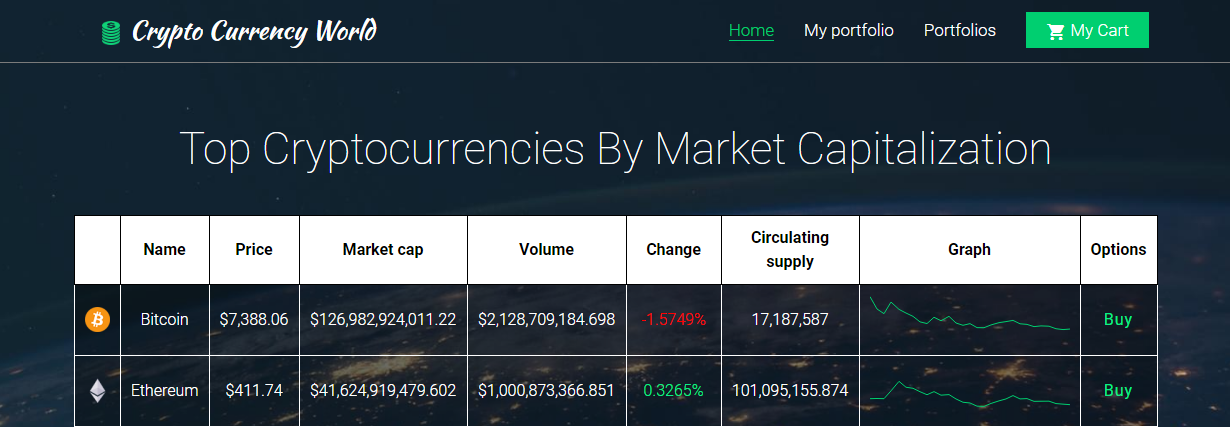 Crypto Currency World
Home
My portfolio
Portfolios
My Cart
Top Cryptocurrencies By Market Capitalization
Name Price Market cap Volume Change Circulating supply Graph Options
Bitcoin $7,388.06 $126,982,924,011.22 $2,128,709,184.698 -1.5749% 17,187,587 Buy
Ethereum $411.74 $41,624,919,479.602 $1,000,873,366.851 0.3265% 101,095,155.874 Buy